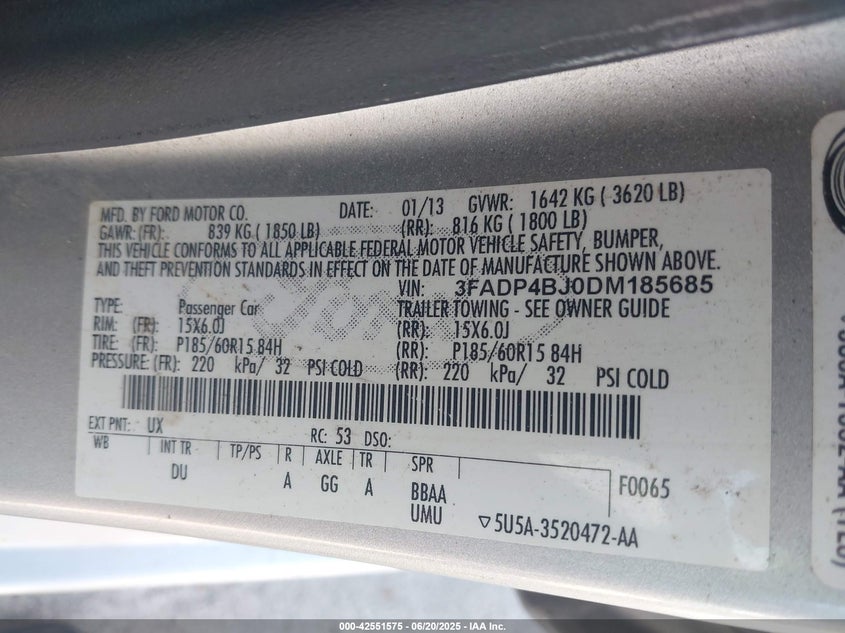 MFD. BY FORD MOTOR CO. DATE: 01/13 GVWR: 1642 KG ( 3620 LB)
GAWR: (FR): 839 KG ( 1850 LB) (RR): 816 KG ( 1800 LB)
THIS VEHICLE CONFORMS TO ALL APPLICABLE FEDERAL MOTOR VEHICLE SAFETY, BUMPER,
AND THEFT PREVENTION STANDARDS IN EFFECT ON THE DATE OF MANUFACTURE SHOWN ABOVE.
VIN: 3FADP4BJ0DM185685
TYPE: Passenger Car TRAILER TOWING - SEE OWNER GUIDE
RIM: (FR): 15X6.0J (RR): 15X6.0J
TIRE: (FR): P185/60R15 84H (RR): P185/60R15 84H
PRESSURE: (FR): 220 kPa/ 32 PSI COLD (RR): 220 kPa/ 32 PSI COLD
EXT PNT: UX RC: 53 DSO:
WB INT TR TP/PS R AXLE TR SPR
DU A GG A BBAA F0065
UMU ▽5U5A-3520472-AA
000-42551575 | 06/20/2025 | IAA Inc.